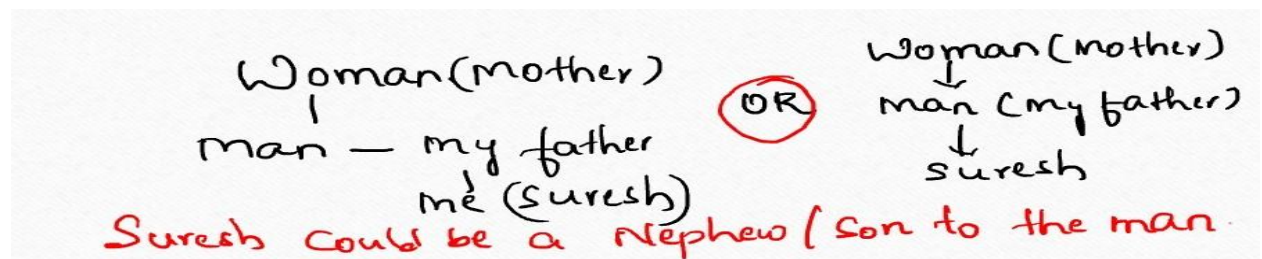 Woman (Mother)
man — my father
me (Suresh)
OR
Woman (Mother)
man (my father)
suresh
Suresh could be a Nephew / Son to the man.